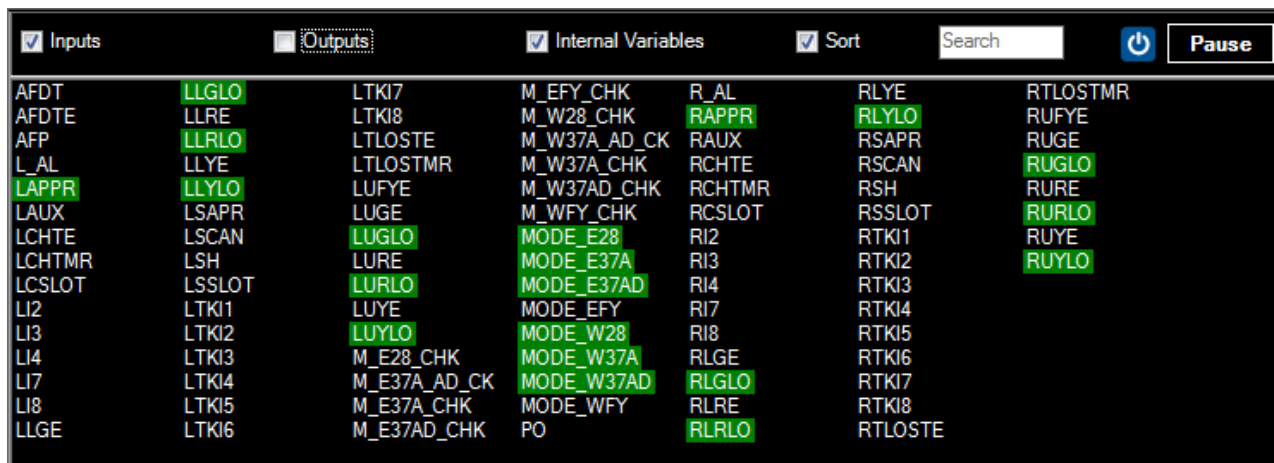 Inputs Outputs Internal Variables Sort Search Pause
AFDT LLGLO LTKI7 M_EFY_CHK R_AL RLYE RTLOSTMR
AFDTE LLRE LTKI8 M_W28_CHK RAPPR RLYLO RUFYE
AFP LLRLO LTLOSTE M_W37A_AD_CK RAUX RSAPR RUGE
L_AL LLYE LTLOSTMR M_W37A_CHK RCHTE RSCAN RUGLO
LAPPR LLYLO LUFYE M_W37AD_CHK RCHTMR RSH RURE
LAUX LSAPR LUGE M_WFY_CHK RCSLOT RSSLOT RURLO
LCHTE LSCAN LUGLO MODE_E28 RI2 RTKI1 RUYE
LCHTMR LSH LURE MODE_E37A RI3 RTKI2 RUYLO
LCSLOT LSSLOT LURLO MODE_E37AD RI4 RTKI3
LI2 LTKI1 LUYE MODE_EFY RI7 RTKI4
LI3 LTKI2 LUYLO MODE_W28 RI8 RTKI5
LI4 LTKI3 M_E28_CHK MODE_W37A RLGE RTKI6
LI7 LTKI4 M_E37A_AD_CK MODE_W37AD RLGLO RTKI7
LI8 LTKI5 M_E37A_CHK MODE_WFY RLRE RTKI8
LLGE LTKI6 M_E37AD_CHK PO RLRLO RTLOSTE